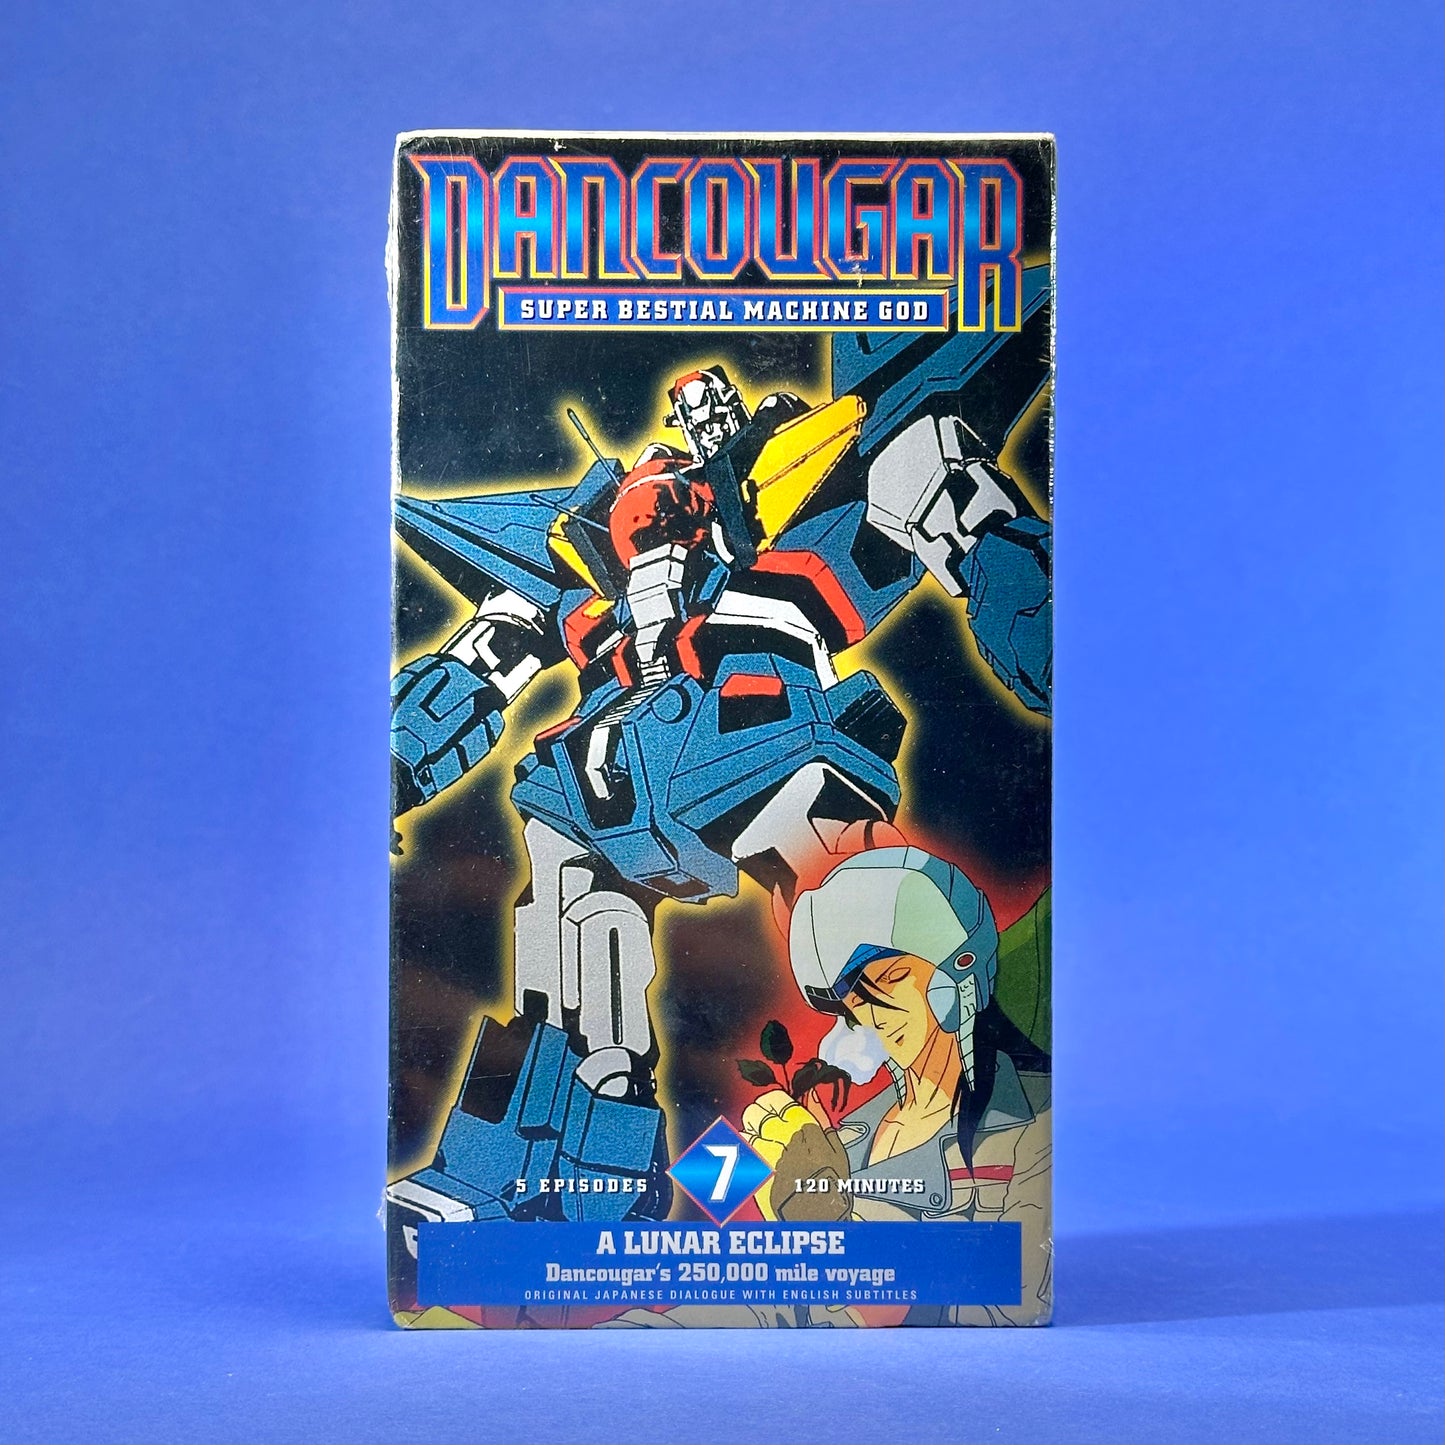 DANCOUGAR
SUPER BESTIAL MACHINE GOD
5 EPISODES 7 120 MINUTES
A LUNAR ECLIPSE
Dancougar's 250,000 mile voyage
ORIGINAL JAPANESE DIALOGUE WITH ENGLISH SUBTITLES